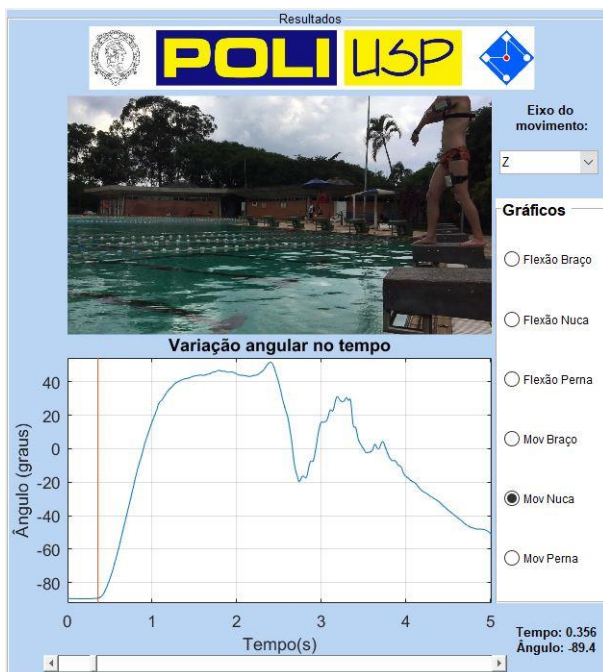 Resultados
POLI USP
Eixo do
movimento:
Z
Gráficos
Flexão Braço
Flexão Nuca
Flexão Perna
Mov Braço
Mov Nuca
Mov Perna
Variação angular no tempo
Ângulo (graus)
40
20
0
-20
-40
-60
-80
0 1 2 3 4 5
Tempo(s)
Tempo: 0.356
Ângulo: -89.4